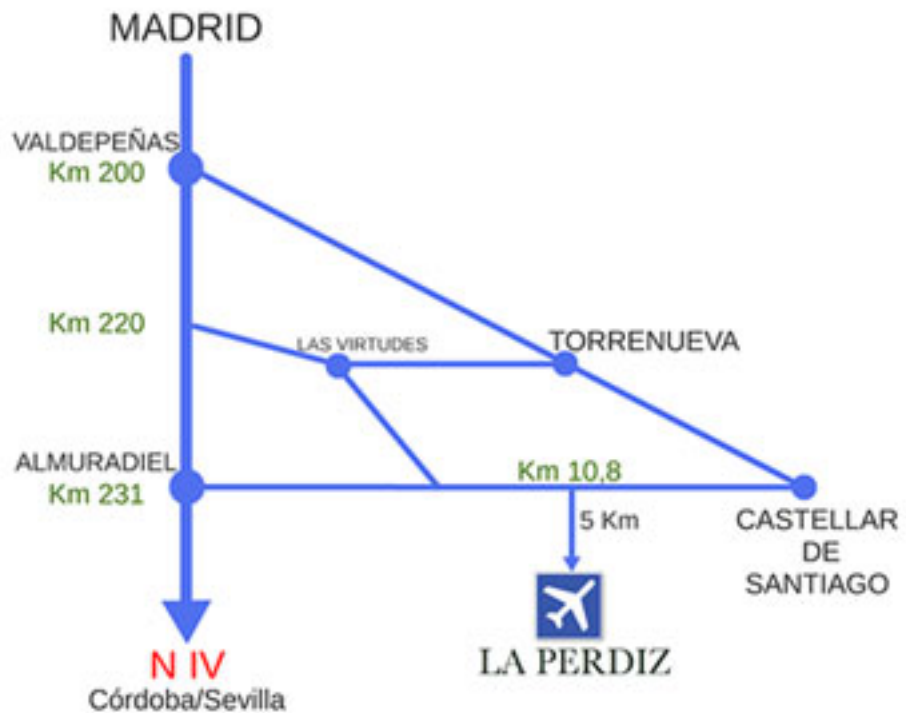 MADRID
VALDEPEÑAS
Km 200
Km 220
LAS VIRTUDES
TORRENUEVA
ALMURADIEL
Km 231
Km 10,8
5 Km
CASTELLAR
DE
SANTIAGO
LA PERDIZ
N IV
Córdoba/Sevilla